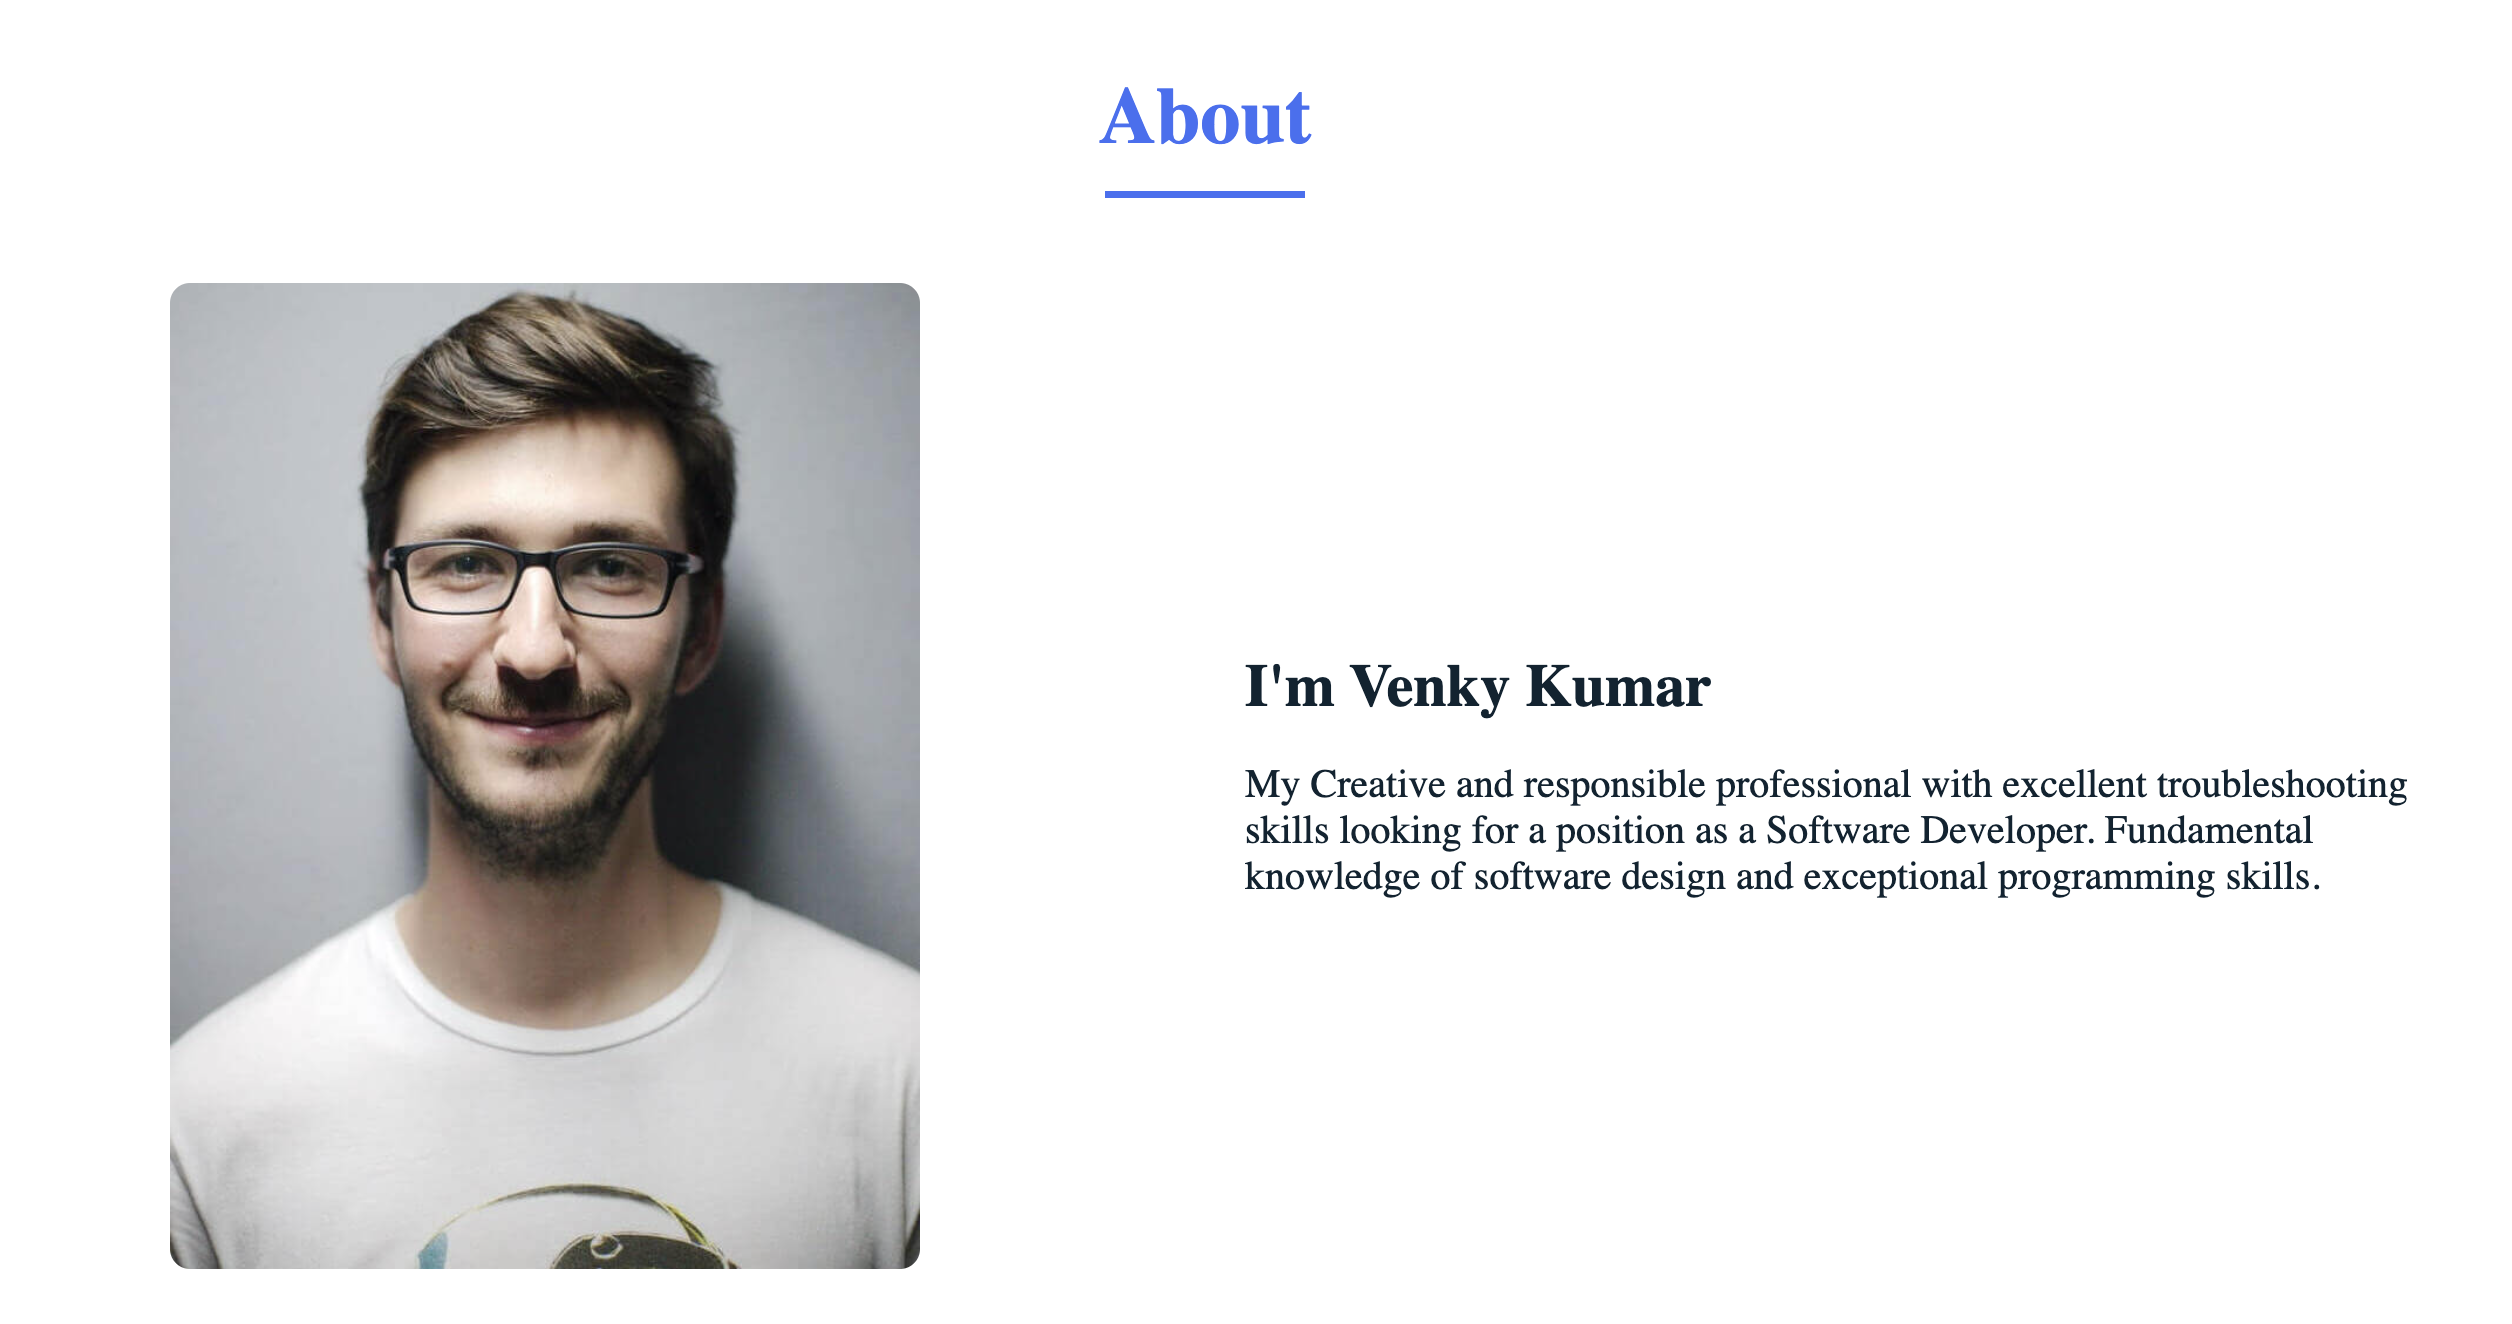 About
I'm Venky Kumar
My Creative and responsible professional with excellent troubleshooting
skills looking for a position as a Software Developer. Fundamental
knowledge of software design and exceptional programming skills.